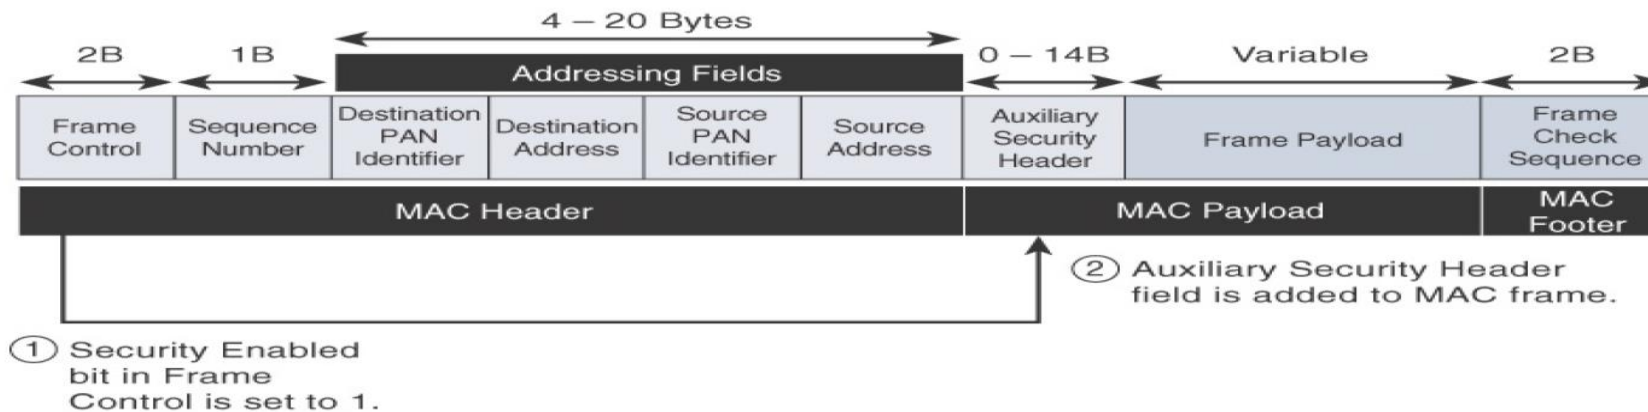 4 – 20 Bytes
2B
1B
Addressing Fields
0 – 14B
Variable
2B
Frame
Control
Sequence
Number
Destination
PAN
Identifier
Destination
Address
Source
PAN
Identifier
Source
Address
Auxiliary
Security
Header
Frame Payload
Frame
Check
Sequence
MAC Header
MAC Payload
MAC
Footer
1 Security Enabled
bit in Frame
Control is set to 1.
2 Auxiliary Security Header
field is added to MAC frame.